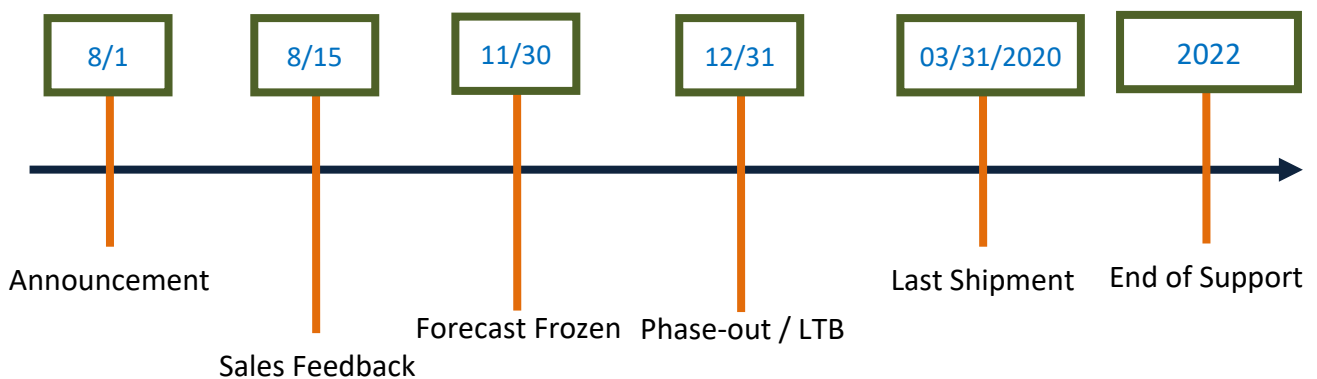 8/1
8/15
11/30
12/31
03/31/2020
2022
Announcement
Sales Feedback
Forecast Frozen
Phase-out / LTB
Last Shipment
End of Support